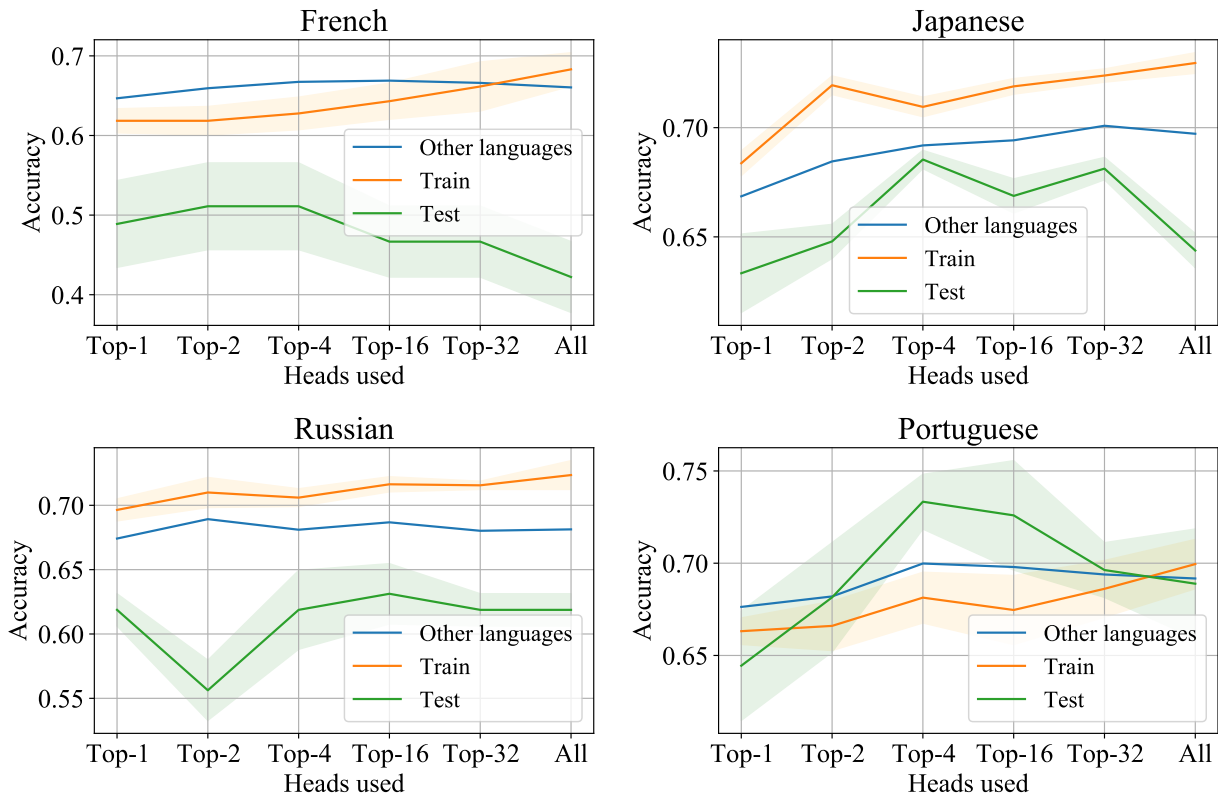 French
Accuracy
0.7
0.6
0.5
0.4
Other languages
Train
Test
Top-1 Top-2 Top-4 Top-16 Top-32 All
Heads used
Japanese
Accuracy
0.70
0.65
Other languages
Train
Test
Top-1 Top-2 Top-4 Top-16 Top-32 All
Heads used
Russian
Accuracy
0.70
0.65
0.60
0.55
Other languages
Train
Test
Top-1 Top-2 Top-4 Top-16 Top-32 All
Heads used
Portuguese
Accuracy
0.75
0.70
0.65
Other languages
Train
Test
Top-1 Top-2 Top-4 Top-16 Top-32 All
Heads used